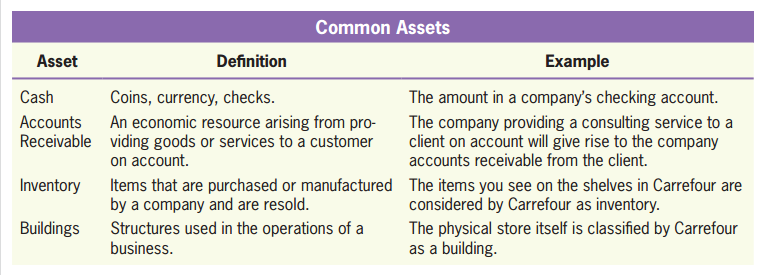 Common Assets
Asset Definition Example
Cash Coins, currency, checks. The amount in a company's checking account.
Accounts An economic resource arising from pro- The company providing a consulting service to a
Receivable viding goods or services to a customer client on account will give rise to the company
on account. accounts receivable from the client.
Inventory Items that are purchased or manufactured The items you see on the shelves in Carrefour are
by a company and are resold. considered by Carrefour as inventory.
Buildings Structures used in the operations of a The physical store itself is classified by Carrefour
business. as a building.